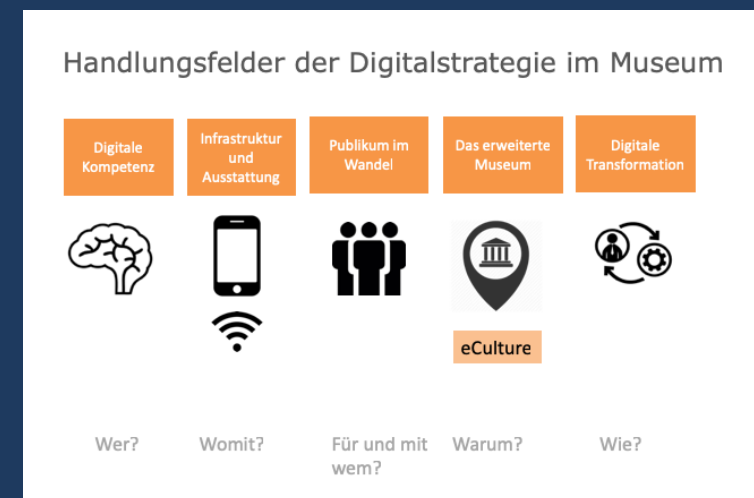 Handlungsfelder der Digitalstrategie im Museum
Digitale
Kompetenz
Infrastruktur
und
Ausstattung
Publikum im
Wandel
Das erweiterte
Museum
Digitale
Transformation
eCulture
Wer?
Womit?
Für und mit
wem?
Warum?
Wie?